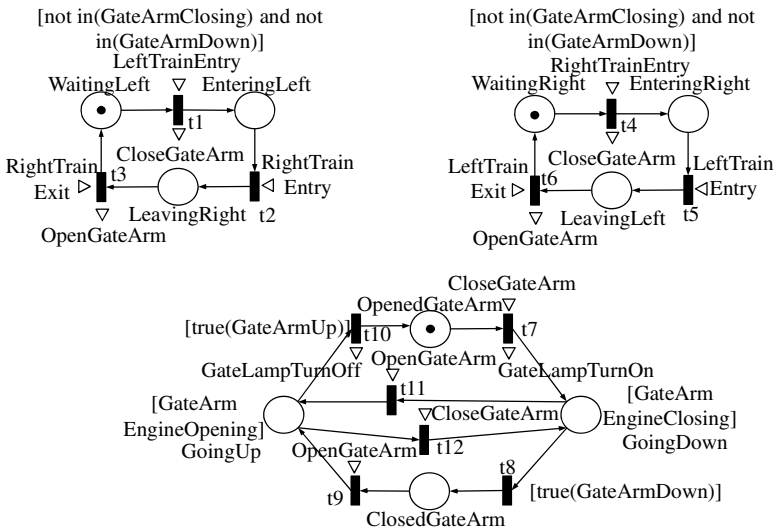 [not in(GateArmClosing) and not
in(GateArmDown)]
LeftTrainEntry
WaitingLeft
EnteringLeft
t1
CloseGateArm
RightTrain
Exit
t3
RightTrain
Entry
LeavingRight
t2
OpenGateArm
[not in(GateArmClosing) and not
in(GateArmDown)]
RightTrainEntry
WaitingRight
EnteringRight
t4
CloseGateArm
LeftTrain
Exit
t6
LeftTrain
Entry
LeavingLeft
t5
OpenGateArm
CloseGateArm
OpenedGateArm
[true(GateArmUp)]
t10
t7
OpenGateArm
GateLampTurnOff
GateLampTurnOn
t11
[GateArm
EngineOpening]
GoingUp
CloseGateArm
[GateArm
EngineClosing]
GoingDown
OpenGateArm
t12
t8
t9
[true(GateArmDown)]
ClosedGateArm